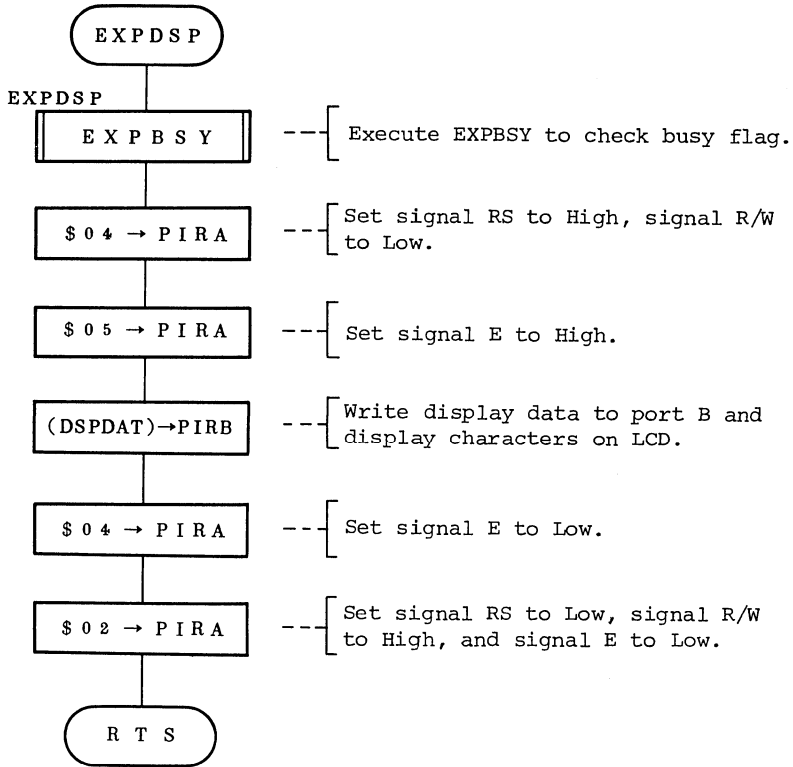 EXPDSP
EXPDSP
EXPBSY
Execute EXPBSY to check busy flag.
$04 → PIRA
Set signal RS to High, signal R/W
to Low.
$05 → PIRA
Set signal E to High.
(DSPDAT)→PIRB
Write display data to port B and
display characters on LCD.
$04 → PIRA
Set signal E to Low.
$02 → PIRA
Set signal RS to Low, signal R/W
to High, and signal E to Low.
RTS